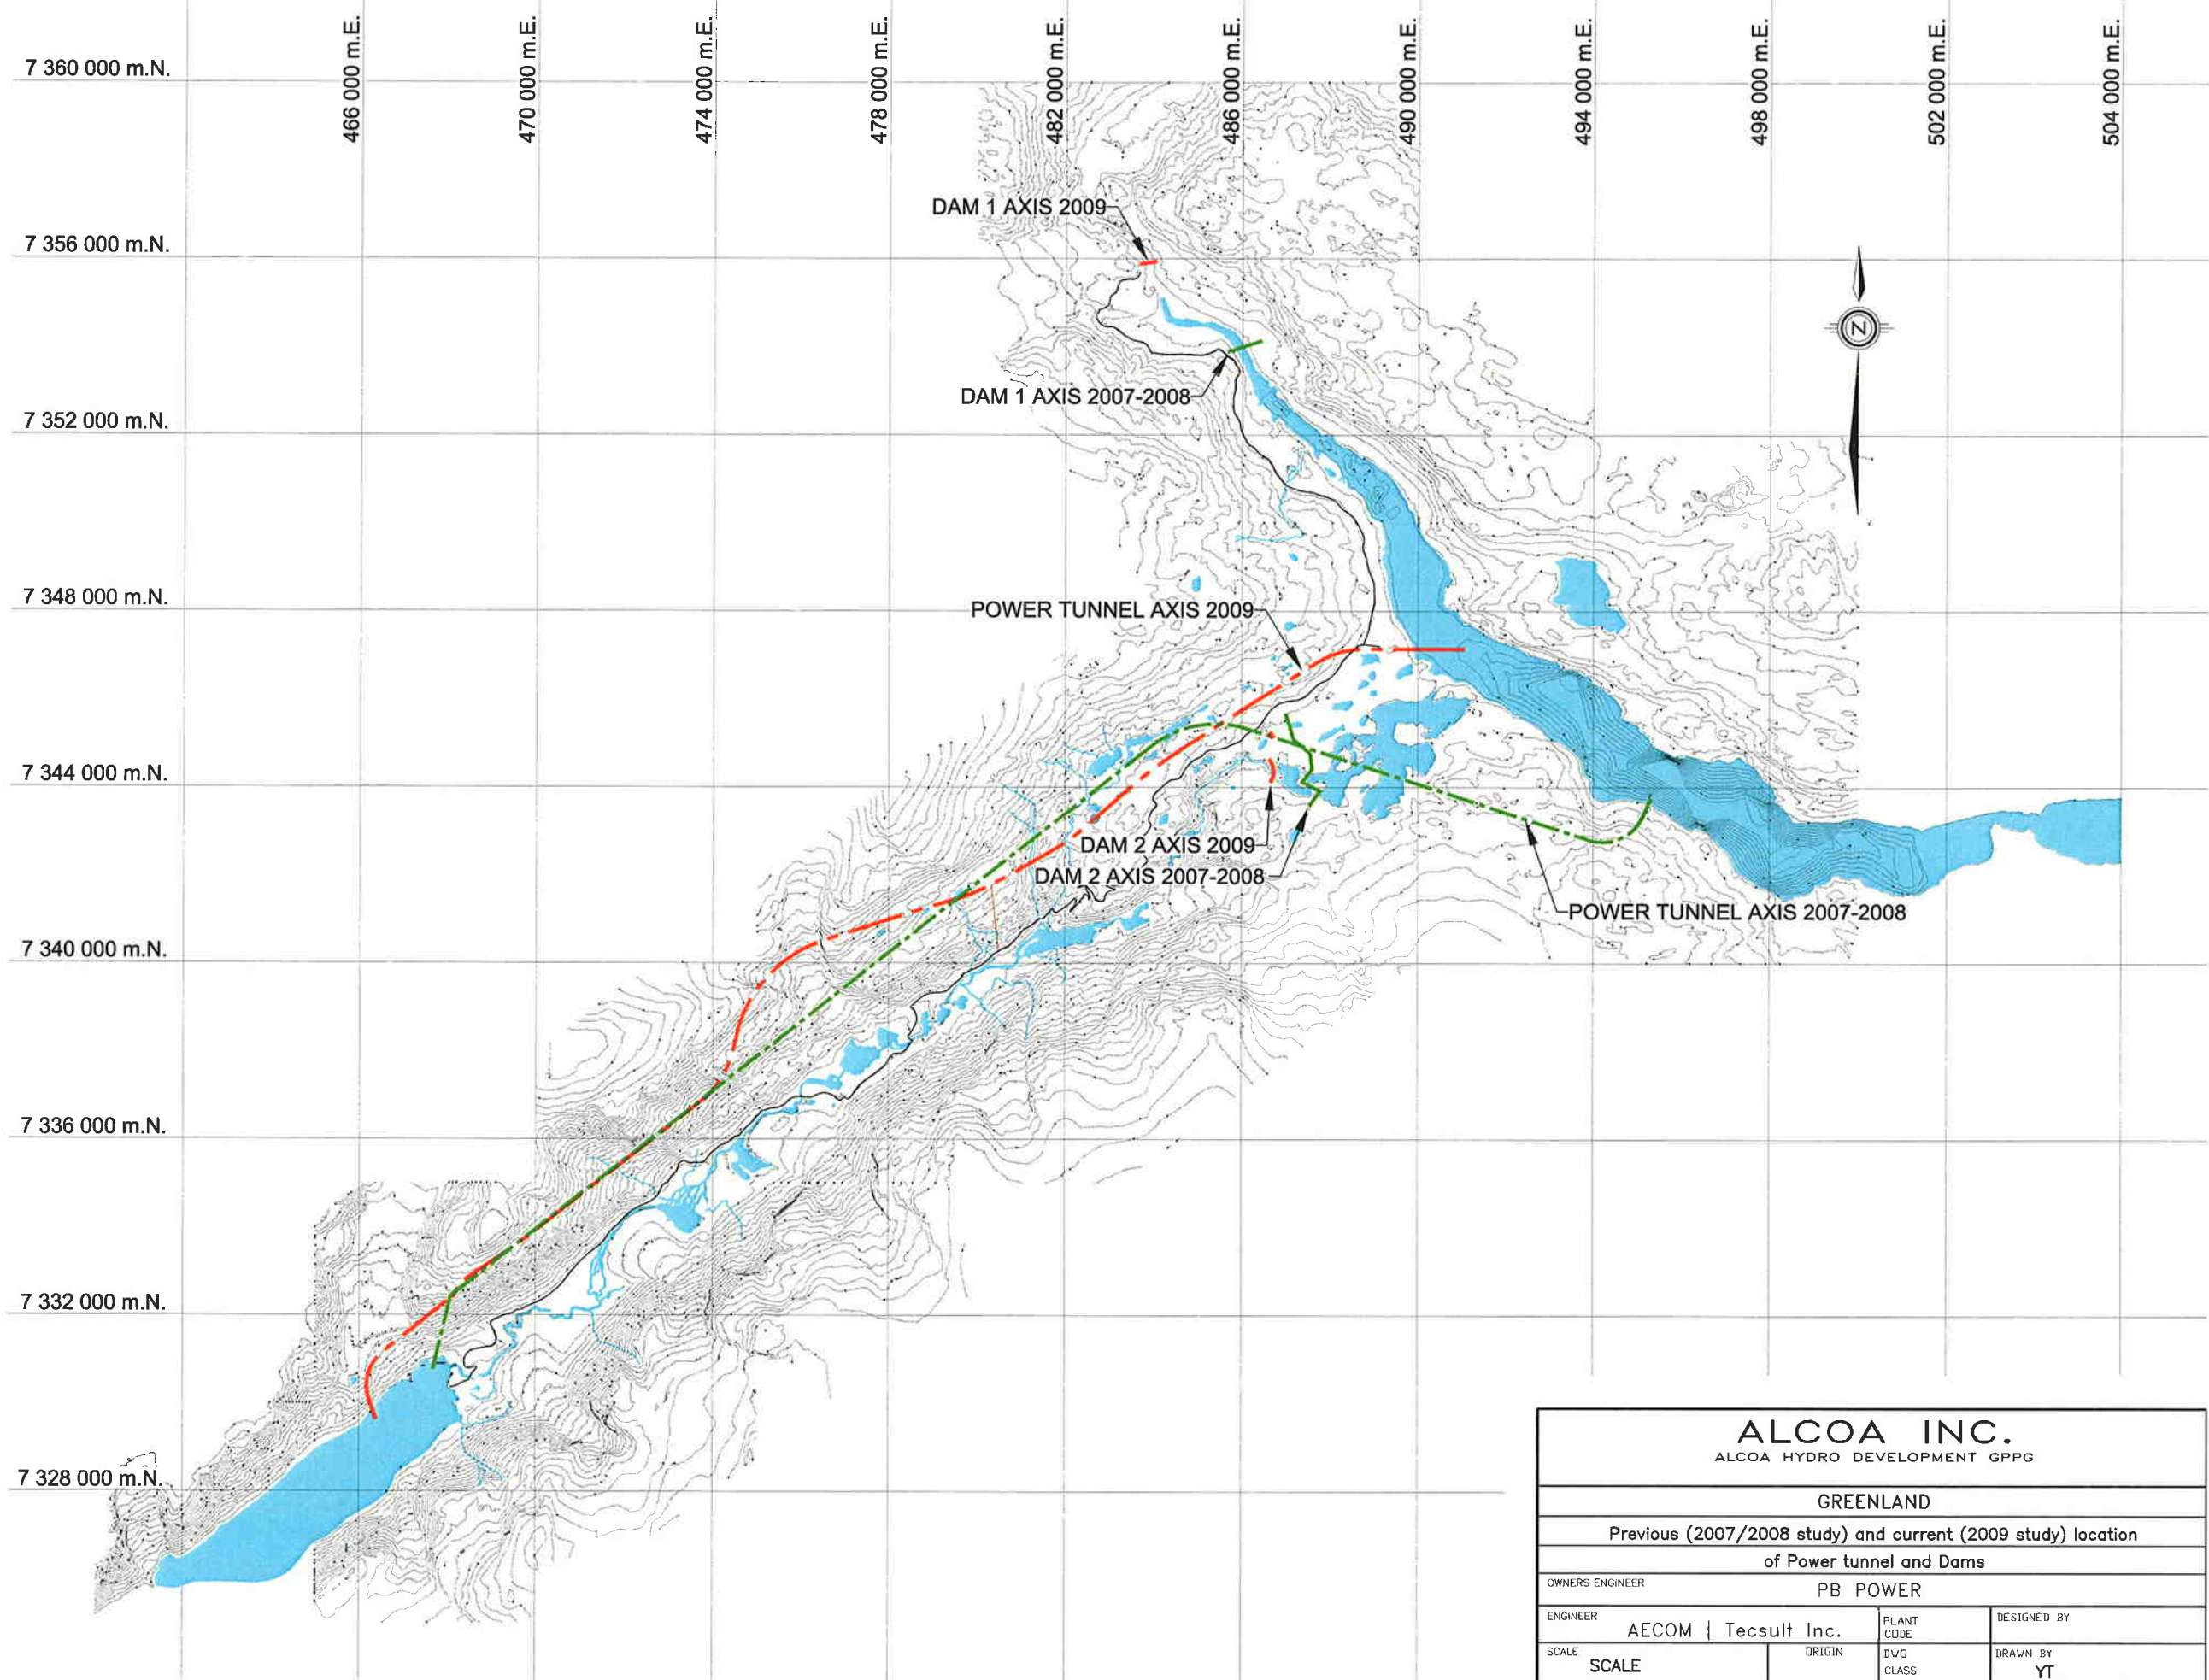 466 000 m.E.
470 000 m.E.
474 000 m.E.
478 000 m.E.
482 000 m.E.
486 000 m.E.
490 000 m.E.
494 000 m.E.
498 000 m.E.
502 000 m.E.
504 000 m.E.
7 360 000 m.N.
DAM 1 AXIS 2009
7 356 000 m.N.
N
DAM 1 AXIS 2007-2008
7 352 000 m.N.
7 348 000 m.N.
POWER TUNNEL AXIS 2009
7 344 000 m.N.
DAM 2 AXIS 2009
DAM 2 AXIS 2007-2008
POWER TUNNEL AXIS 2007-2008
7 340 000 m.N.
7 336 000 m.N.
7 332 000 m.N.
7 328 000 m.N.
ALCOA INC.
ALCOA HYDRO DEVELOPMENT GPPG
GREENLAND
Previous (2007/2008 study) and current (2009 study) location
of Power tunnel and Dams
OWNERS ENGINEER
PB POWER
ENGINEER
AECOM | Tecsult Inc.
PLANT
CODE
DESIGNED BY
SCALE
SCALE
ORIGIN
DWG
CLASS
DRAWN BY
YT